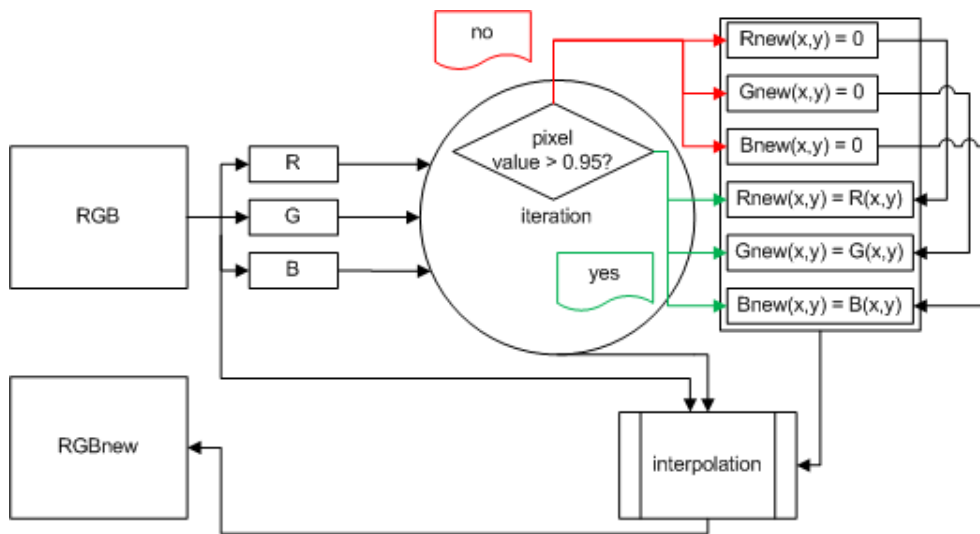 no
Rnew(x,y) = 0
Gnew(x,y) = 0
Bnew(x,y) = 0
pixel
value > 0.95?
iteration
RGB
R
G
B
Rnew(x,y) = R(x,y)
Gnew(x,y) = G(x,y)
Bnew(x,y) = B(x,y)
yes
RGBnew
interpolation